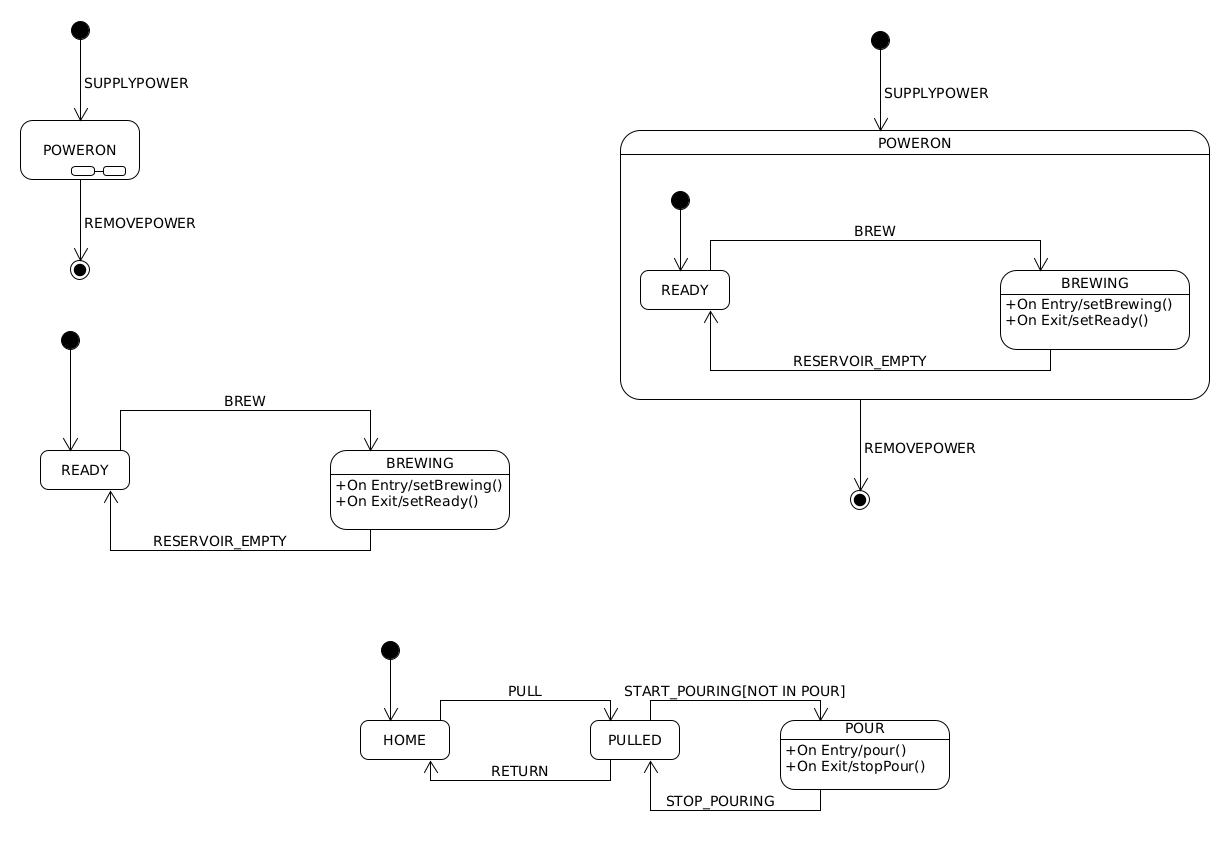 SUPPLYPOWER
POWERON
REMOVEPOWER
BREW
READY
BREWING
+On Entry/setBrewing()
+On Exit/setReady()
RESERVOIR_EMPTY
SUPPLYPOWER
POWERON
BREW
READY
BREWING
+On Entry/setBrewing()
+On Exit/setReady()
RESERVOIR_EMPTY
REMOVEPOWER
PULL
START_POURING[NOT IN POUR]
HOME
PULLED
POUR
+On Entry/pour()
+On Exit/stopPour()
RETURN
STOP_POURING